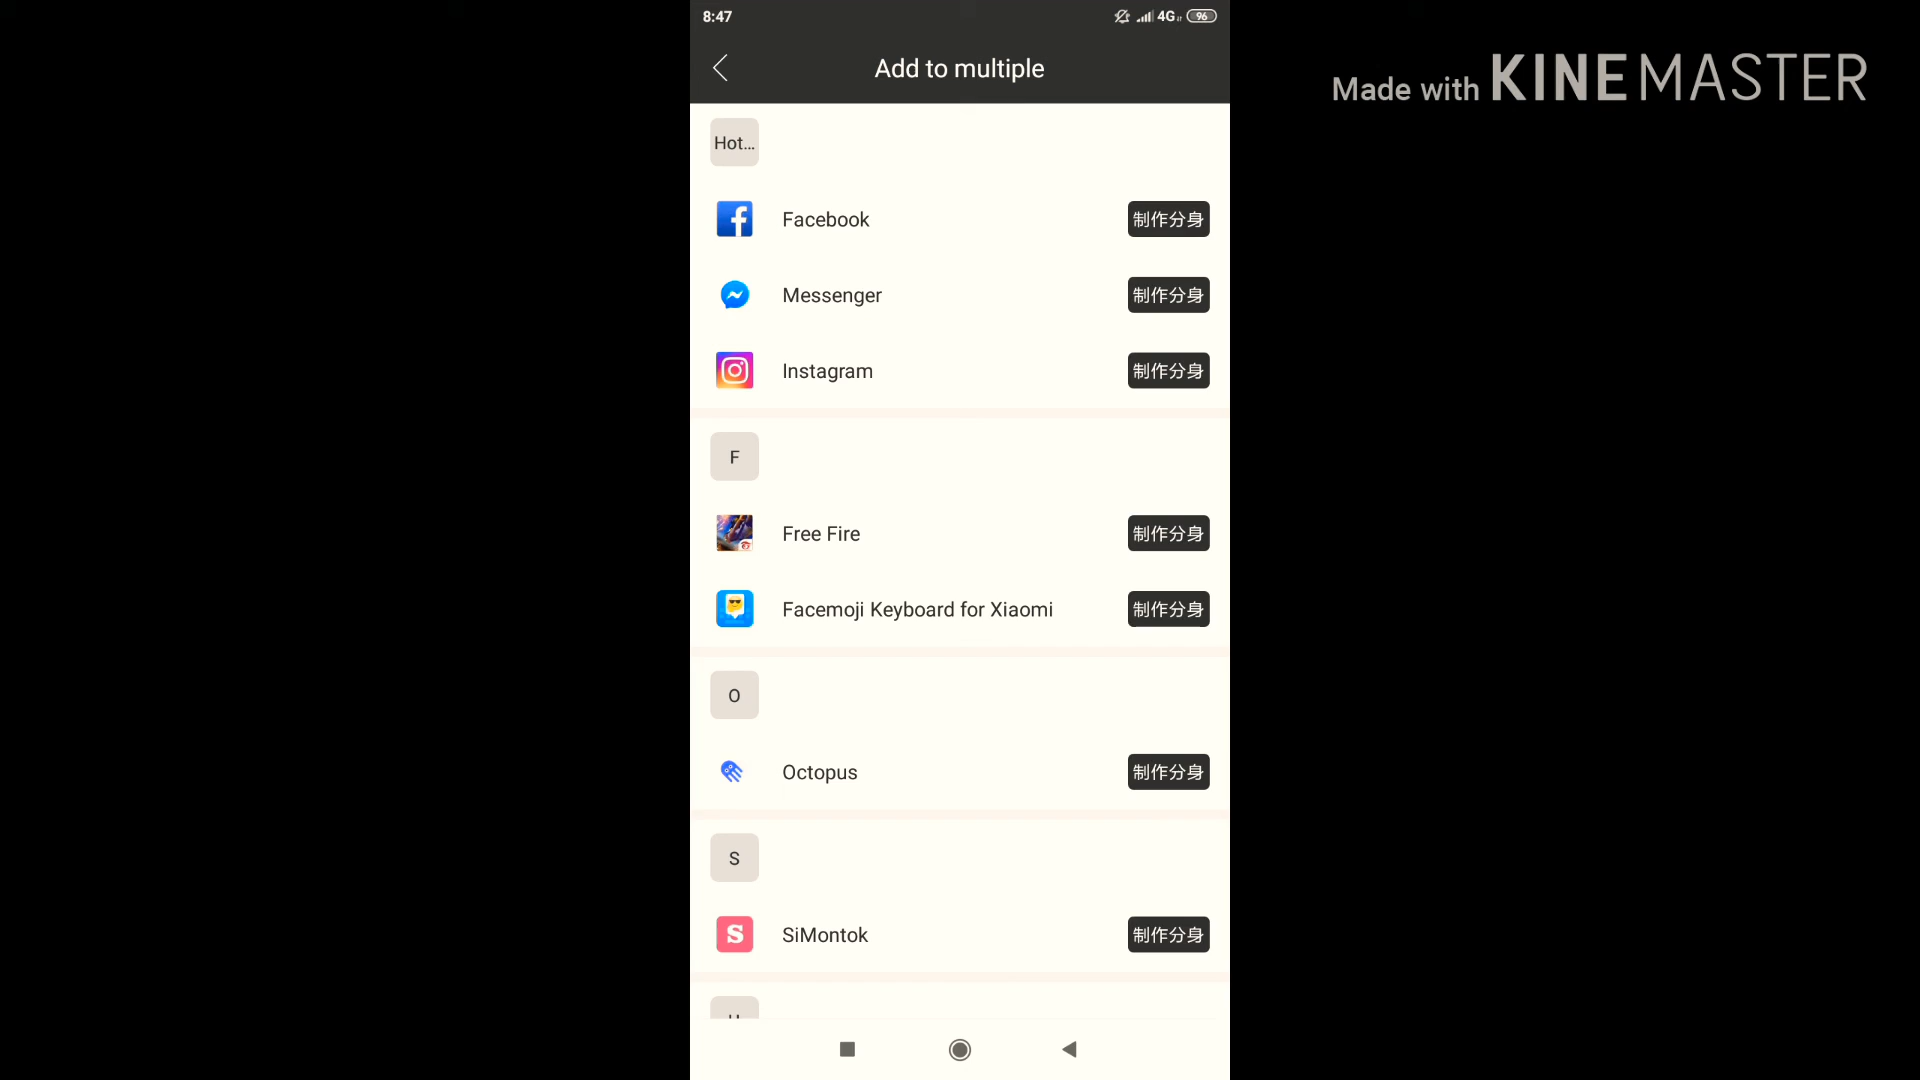 8:47
4G
96
Add to multiple
Made with KINEMASTER
Hot...
Facebook
制作分身
Messenger
制作分身
Instagram
制作分身
F
Free Fire
制作分身
Facemoji Keyboard for Xiaomi
制作分身
O
Octopus
制作分身
S
SiMontok
制作分身